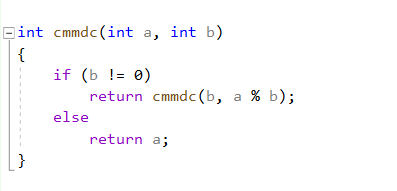 int cmmdc(int a, int b)
{
    if (b != 0)
        return cmmdc(b, a % b);
    else
        return a;
}